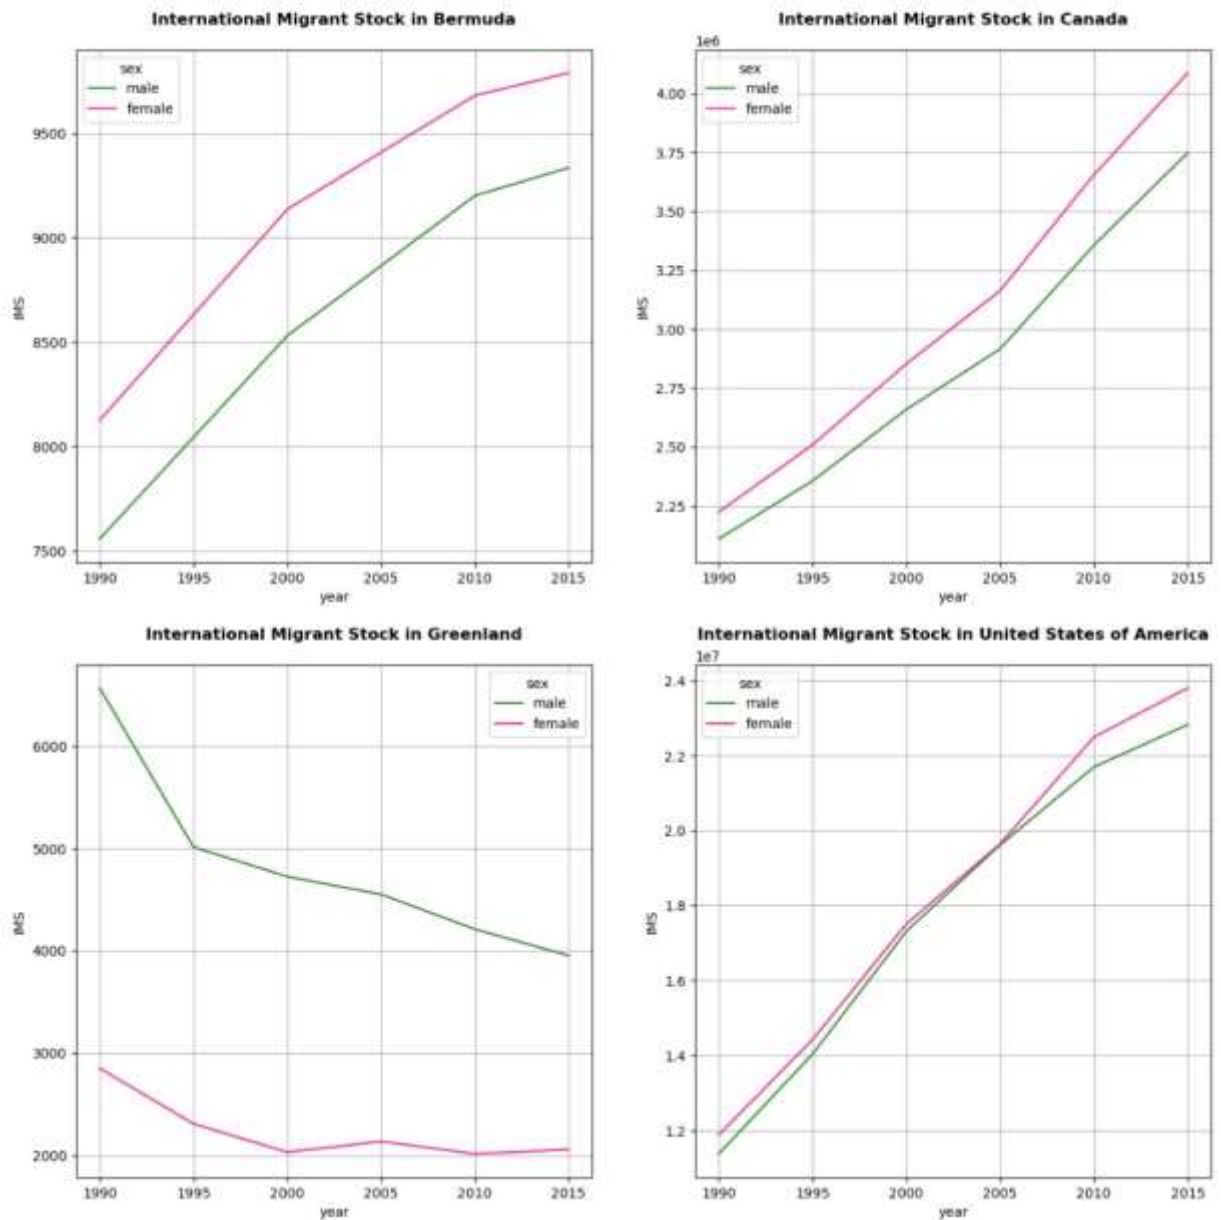 International Migrant Stock in Bermuda
sex
male
female
9500
9000
8500
8000
7500
IMS
1990 1995 2000 2005 2010 2015
year
International Migrant Stock in Canada
1e6
sex
male
female
4.00
3.75
3.50
3.25
3.00
2.75
2.50
2.25
IMS
1990 1995 2000 2005 2010 2015
year
International Migrant Stock in Greenland
sex
male
female
6000
5000
4000
3000
2000
IMS
1990 1995 2000 2005 2010 2015
year
International Migrant Stock in United States of America
1e7
sex
male
female
2.4
2.2
2.0
1.8
1.6
1.4
1.2
IMS
1990 1995 2000 2005 2010 2015
year